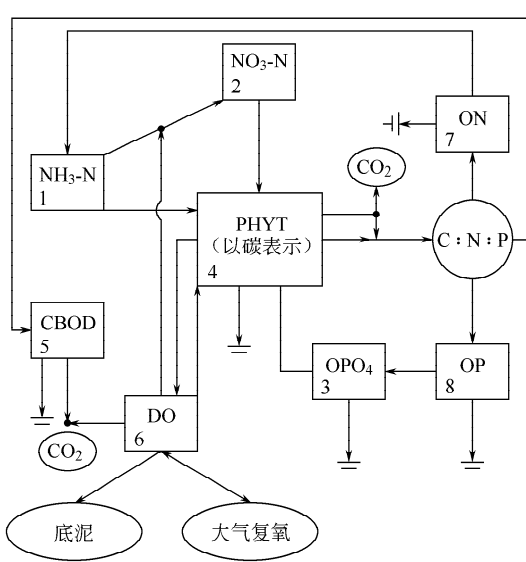 NO₃-N
2
ON
7
CO₂
NH₃-N
1
PHYT
（以碳表示）
4
C：N：P
CBOD
5
OPO₄
3
OP
8
DO
6
CO₂
底泥
大气复氧